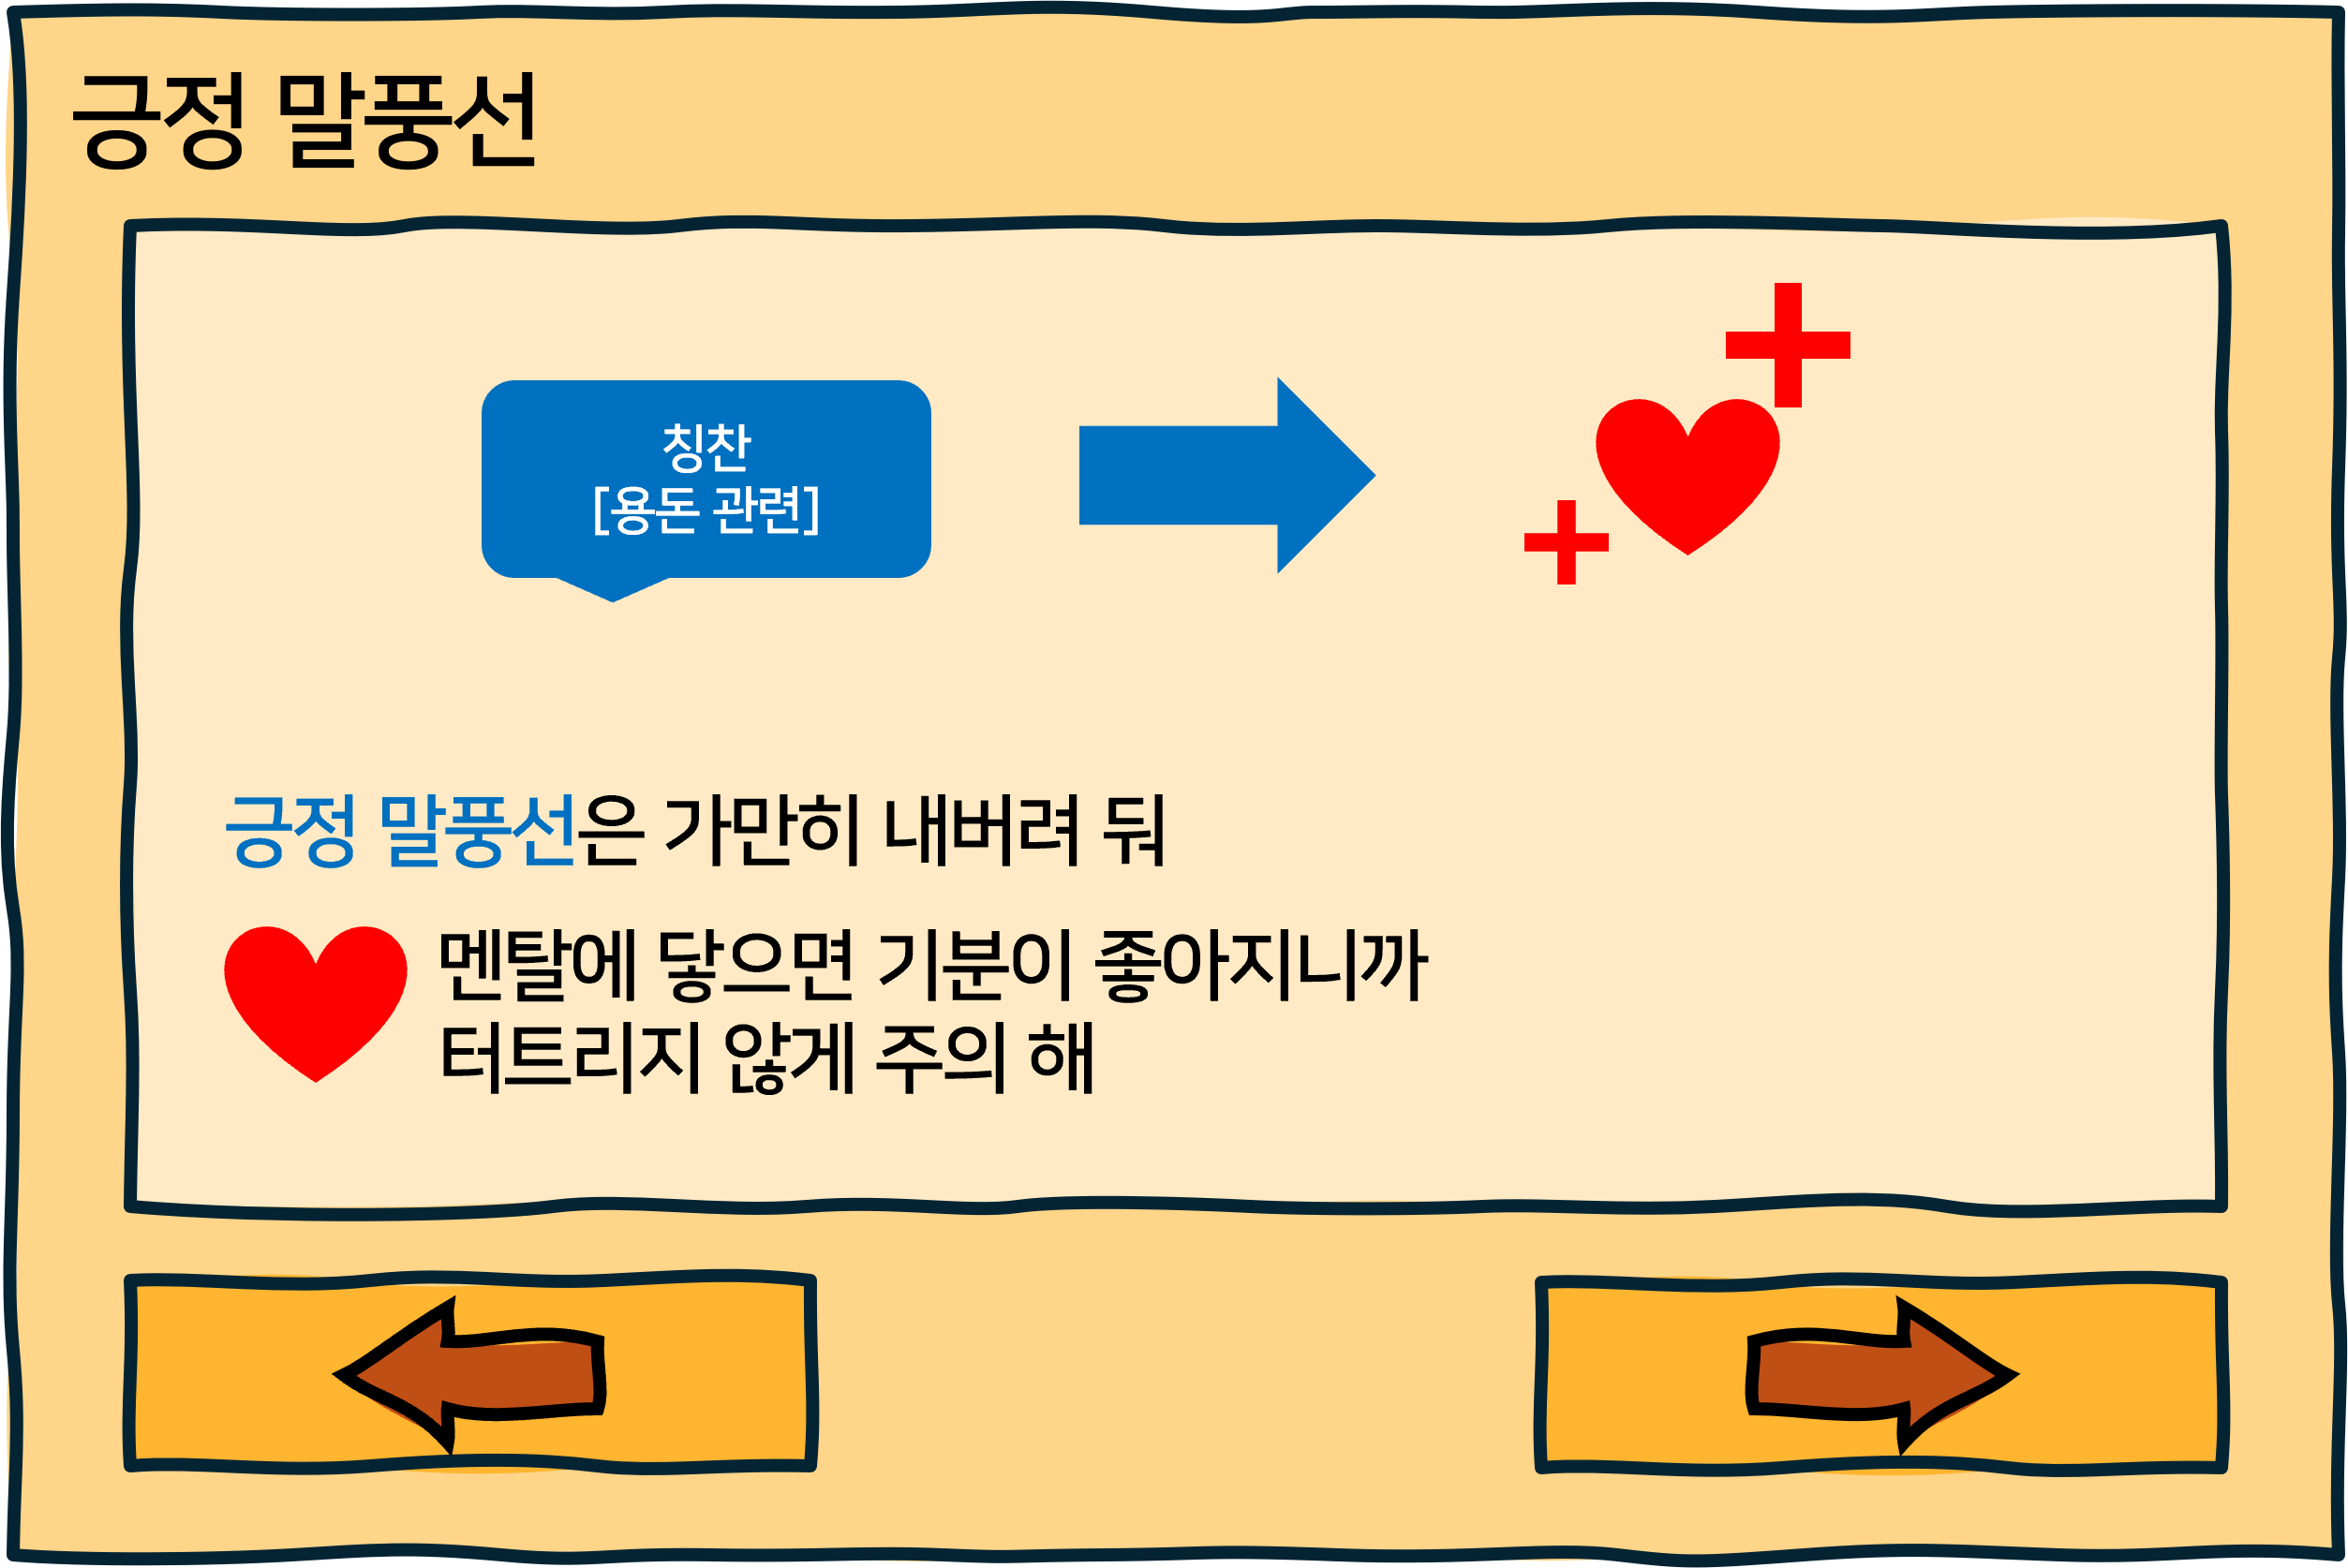 긍정 말풍선
칭찬
[용돈 관련]
긍정 말풍선은 가만히 내버려 둬
멘탈에 닿으면 기분이 좋아지니까
터트리지 않게 주의 해